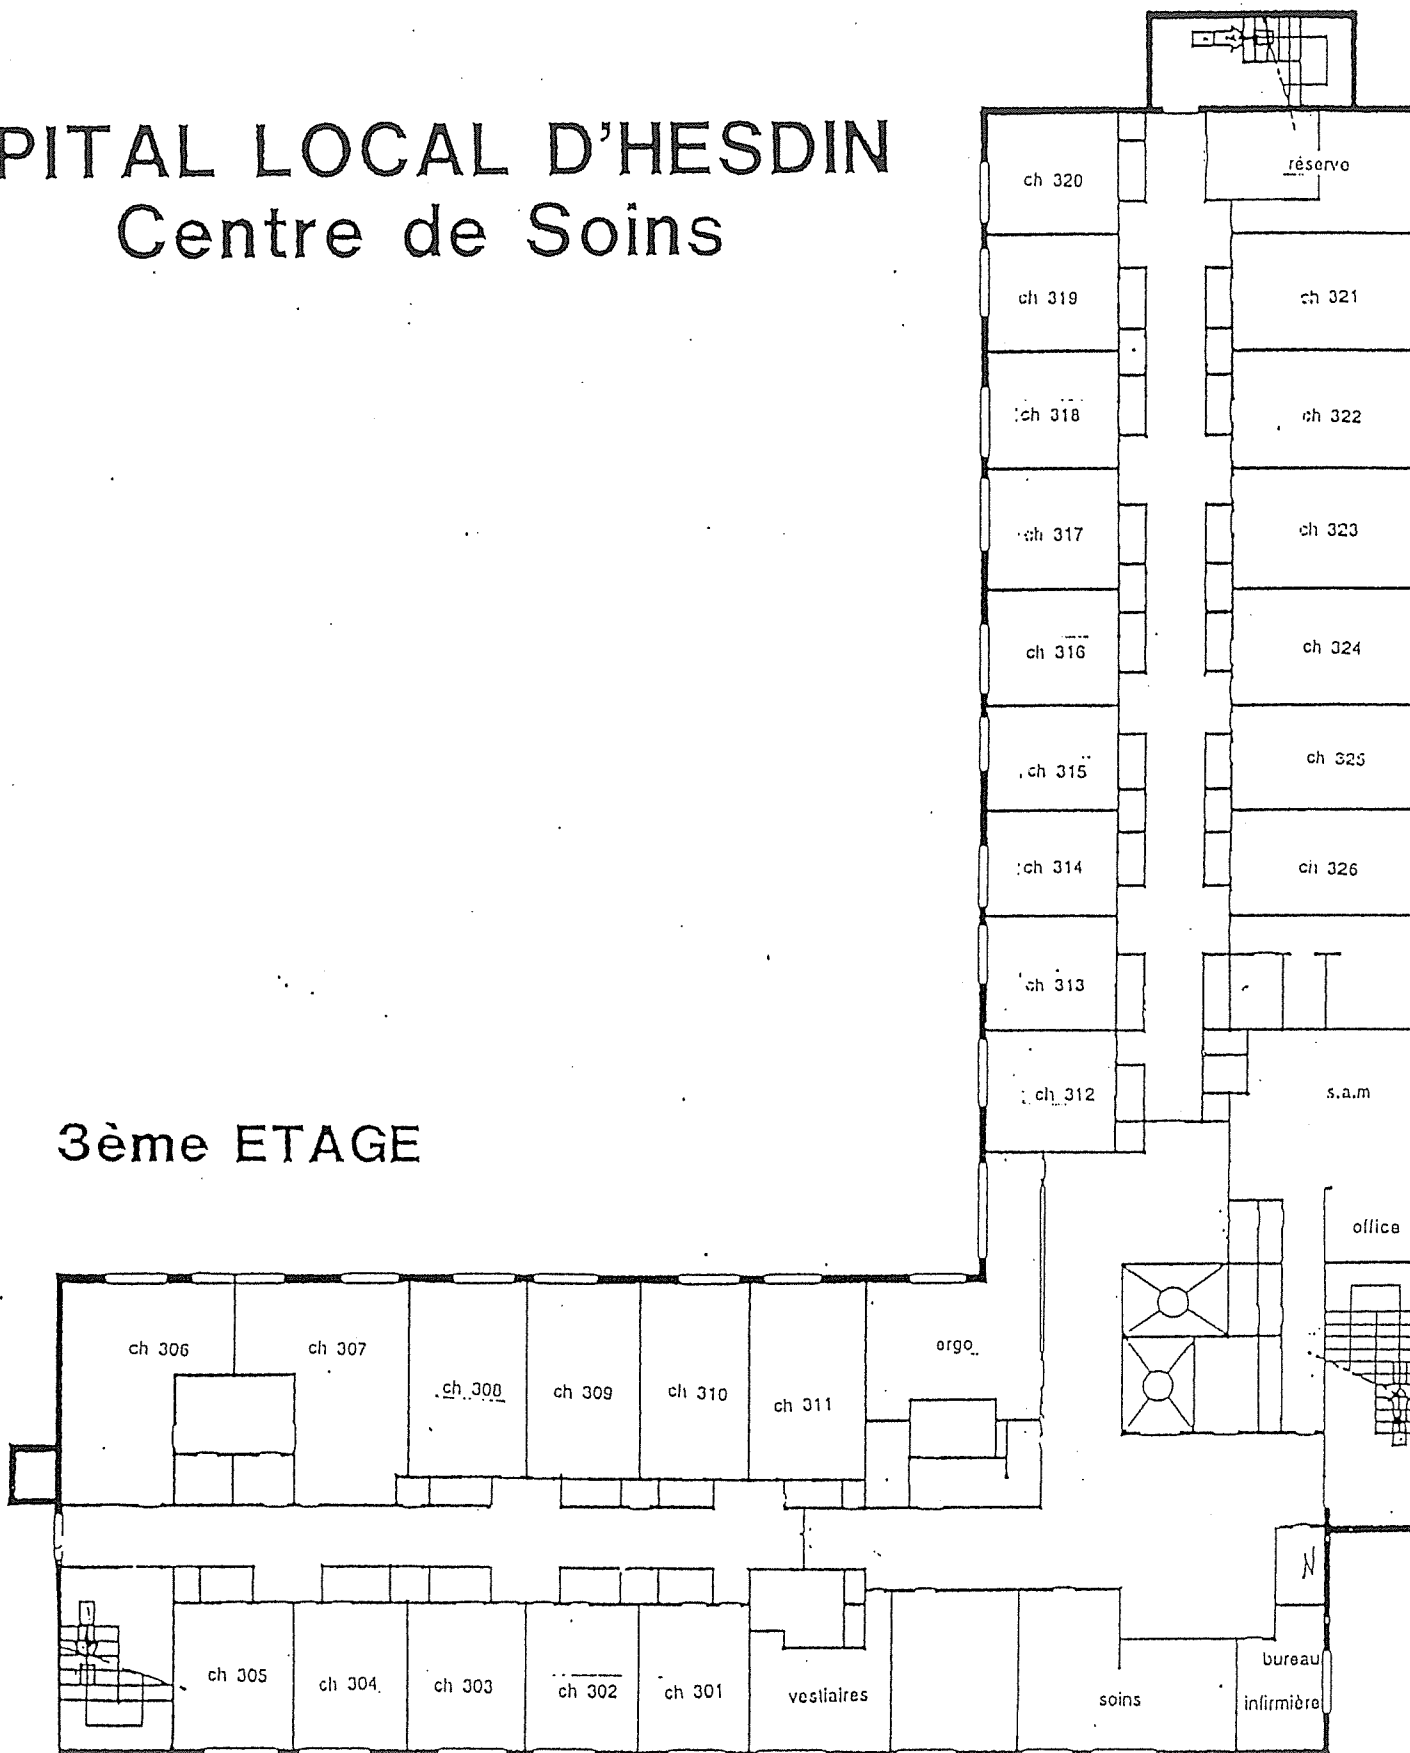 PITAL LOCAL D'HESDIN
Centre de Soins
réserve
ch 320
ch 319
ch 321
ch 318
ch 322
ch 317
ch 323
ch 316
ch 324
ch 315
ch 325
ch 314
ch 326
ch 313
ch 312
s.a.m
3ème ETAGE
office
ch 306
ch 307
ch 308
ch 309
ch 310
ch 311
ergo
N
ch 305
ch 304
ch 303
ch 302
ch 301
vestiaires
soins
bureau
infirmière